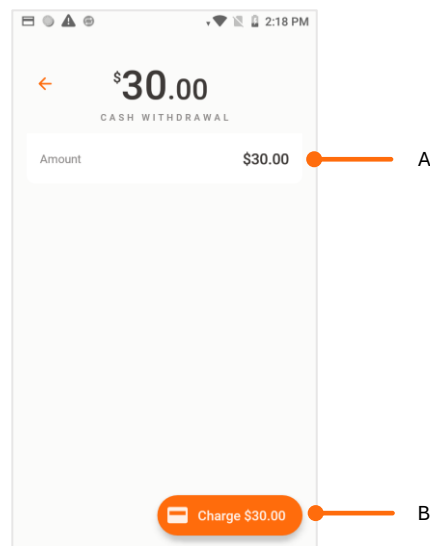 2:18 PM
$30.00
CASH WITHDRAWAL
Amount $30.00 A
Charge $30.00 B